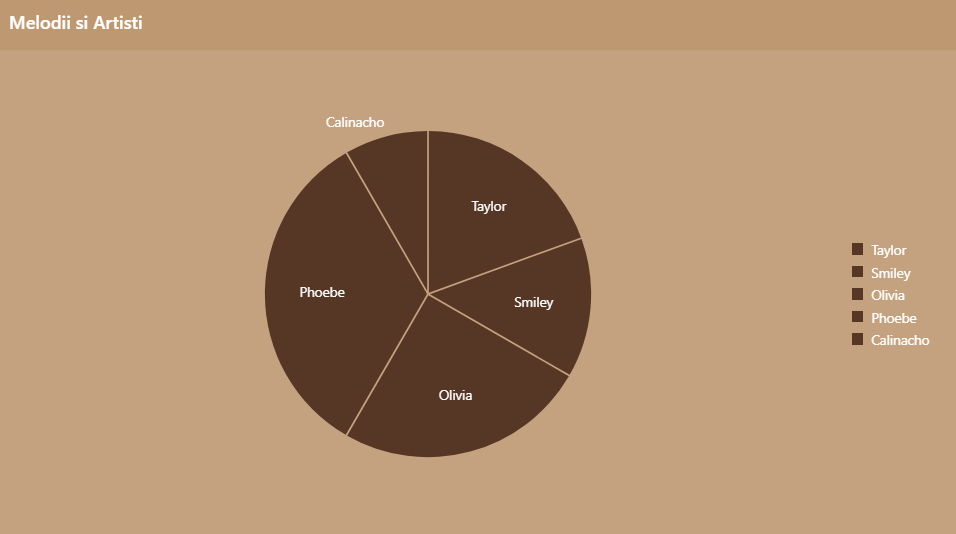 Melodii si Artisti
Calinacho
Taylor
Phoebe
Smiley
Olivia
Taylor
Smiley
Olivia
Phoebe
Calinacho